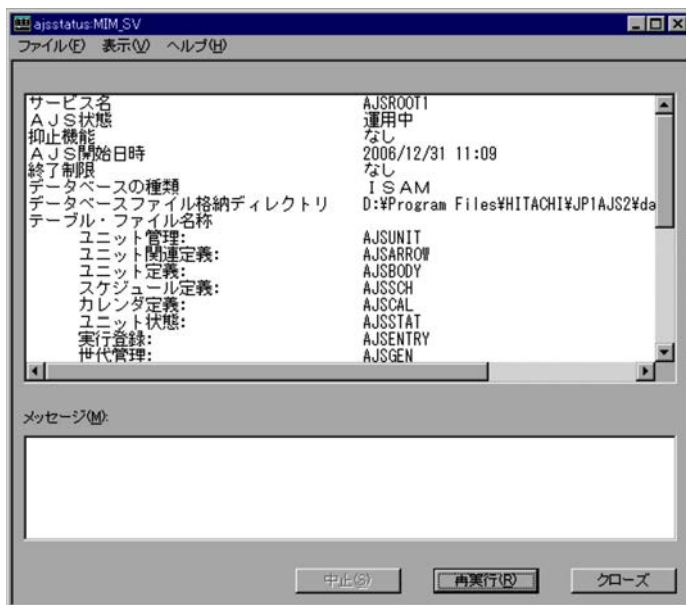 ajsstatus:MIM_SV
ファイル(F) 表示(V) ヘルプ(H)
サービス名 AJSROOT1
AJS状態 運用中
抑止機能 なし
AJS開始日時 2006/12/31 11:09
終了制限 なし
データベースの種類 ISAM
データベースファイル格納ディレクトリ D:¥Program Files¥HITACHI¥JP1AJS2¥da
テーブル・ファイル名称
ユニット管理: AJSUNIT
ユニット関連定義: AJSARROW
ユニット定義: AJSBODY
スケジュール定義: AJSSCH
カレンダ定義: AJSCAL
ユニット状態: AJSSTAT
実行登録: AJSENTRY
世代管理: AJSGEN
メッセージ(M):
中止(S) 再実行(R) クローズ